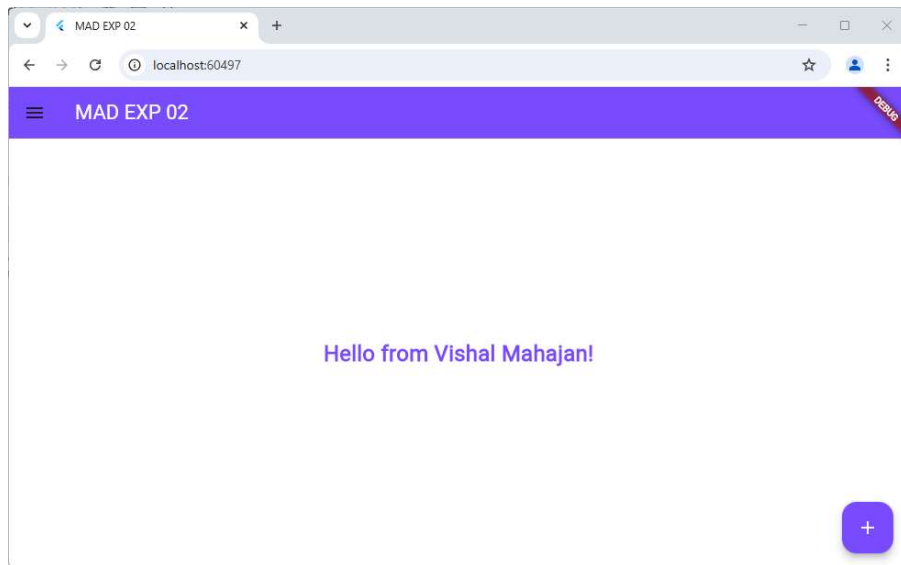 MAD EXP 02
localhost:60497
MAD EXP 02
DEBUG
Hello from Vishal Mahajan!